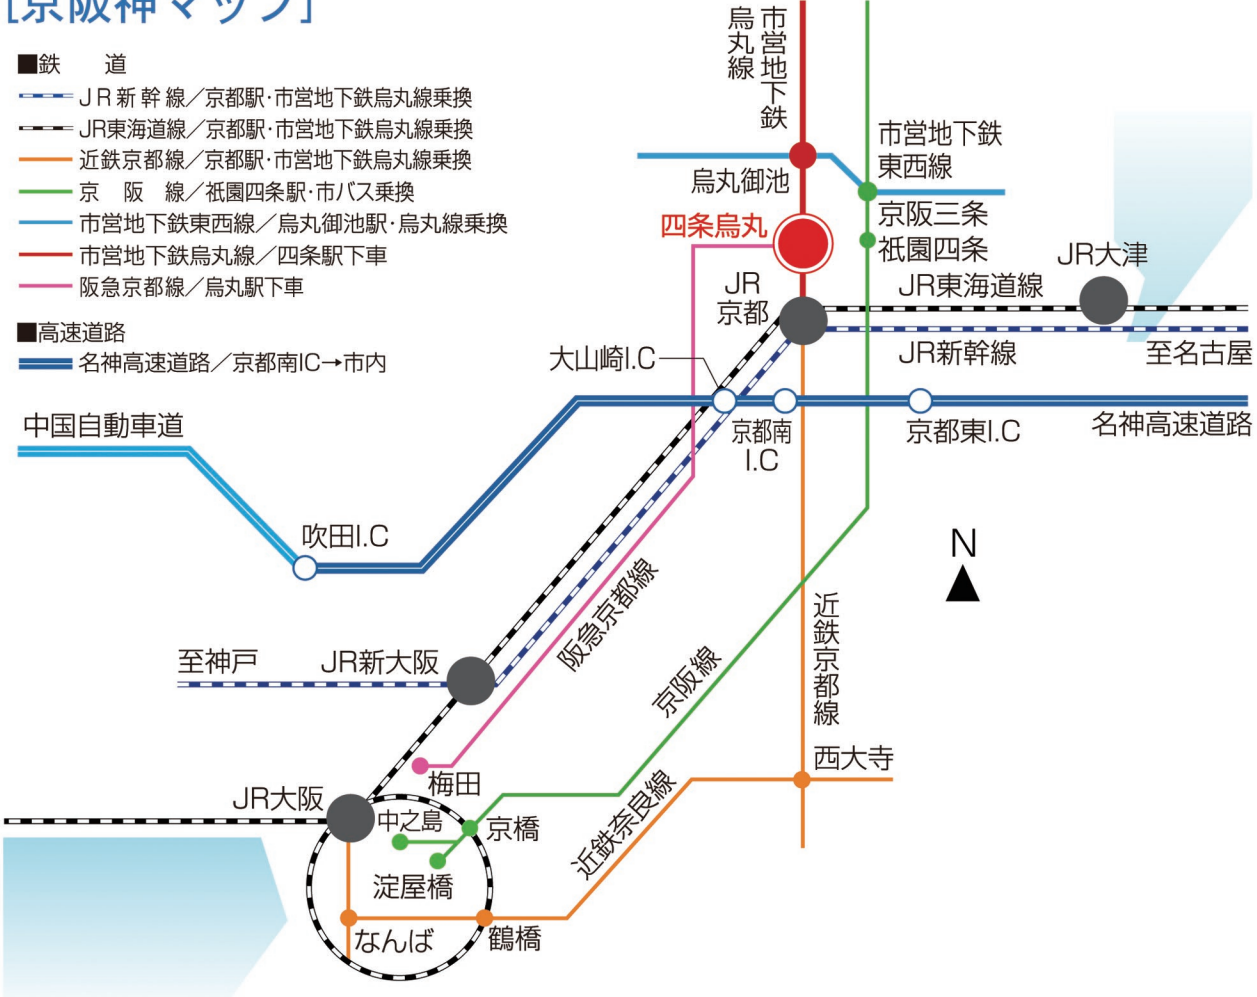 [京阪神マップ]
■鉄　道
JR新幹線／京都駅・市営地下鉄烏丸線乗換
JR東海道線／京都駅・市営地下鉄烏丸線乗換
近鉄京都線／京都駅・市営地下鉄烏丸線乗換
京　阪　線／祇園四条駅・市バス乗換
市営地下鉄東西線／烏丸御池駅・烏丸線乗換
市営地下鉄烏丸線／四条駅下車
阪急京都線／烏丸駅下車
■高速道路
名神高速道路／京都南IC→市内
市営地下鉄
烏丸線
市営地下鉄
東西線
烏丸御池
京阪三条
四条烏丸
祇園四条
JR大津
JR
京都
JR東海道線
JR新幹線
至名古屋
大山崎I.C
京都南
I.C
京都東I.C
名神高速道路
中国自動車道
吹田I.C
N
阪急京都線
近鉄京都線
至神戸
JR新大阪
京阪線
西大寺
梅田
JR大阪
中之島
京橋
近鉄奈良線
淀屋橋
なんば
鶴橋